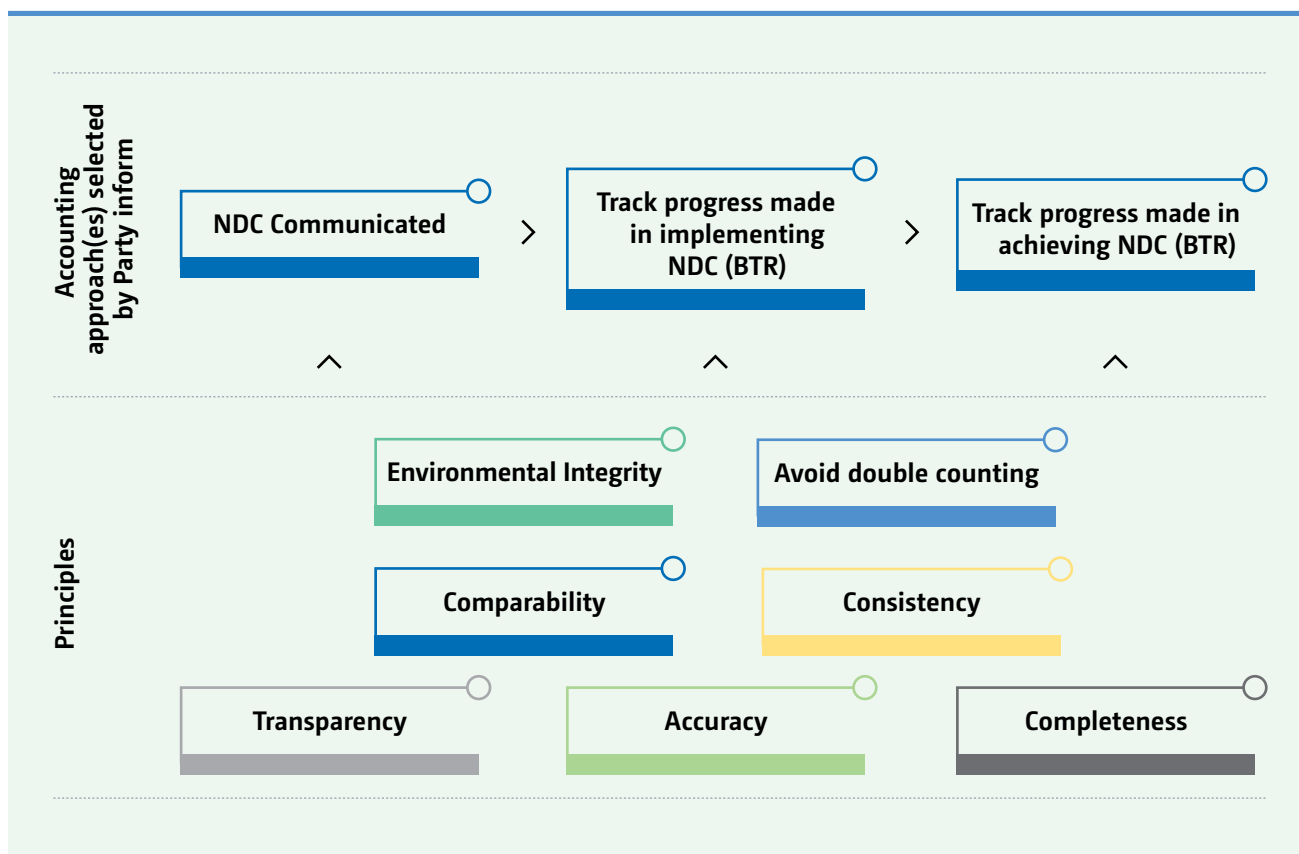 Accounting
approach(es) selected
by Party inform
NDC Communicated
Track progress made
in implementing
NDC (BTR)
Track progress made in
achieving NDC (BTR)
Principles
Environmental Integrity
Avoid double counting
Comparability
Consistency
Transparency
Accuracy
Completeness